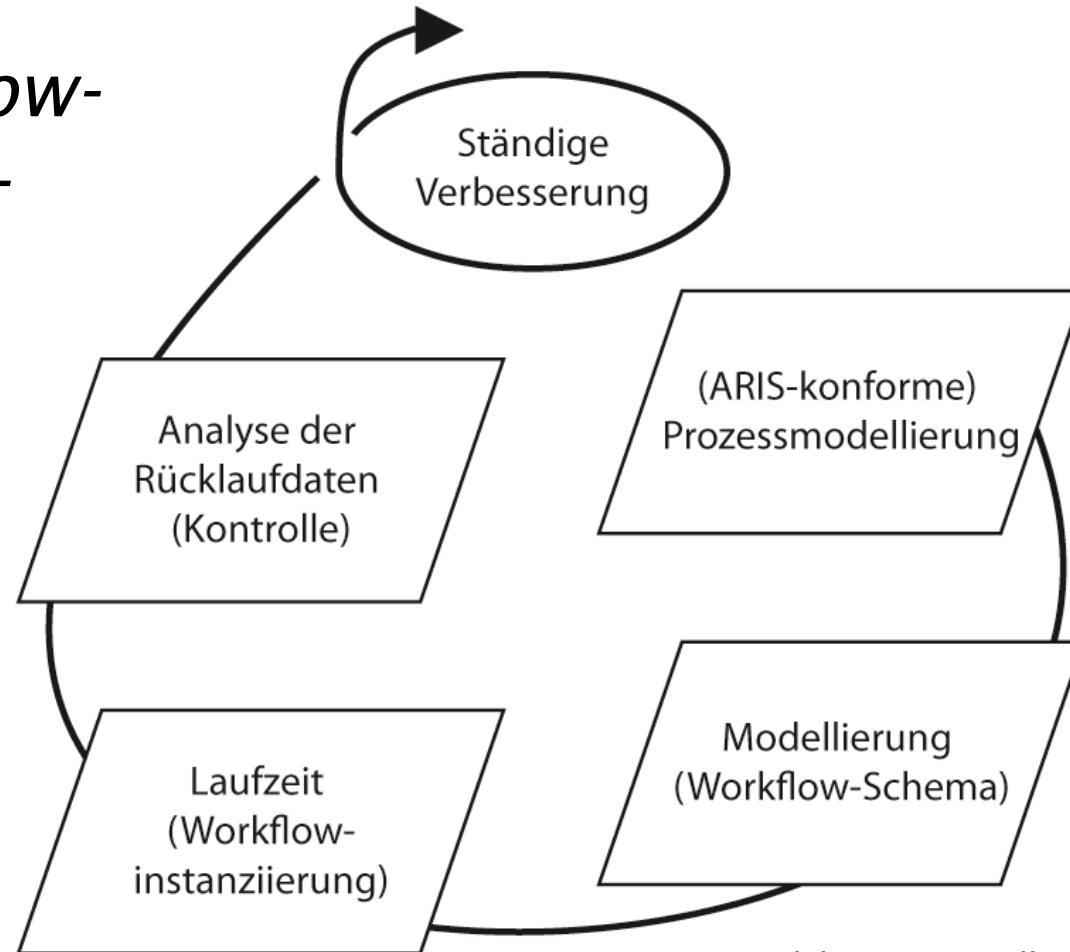 Ständige
Verbesserung
(ARIS-konforme)
Prozessmodellierung
Analyse der
Rücklaufdaten
(Kontrolle)
Modellierung
(Workflow-Schema)
Laufzeit
(Workflow-
instanziierung)